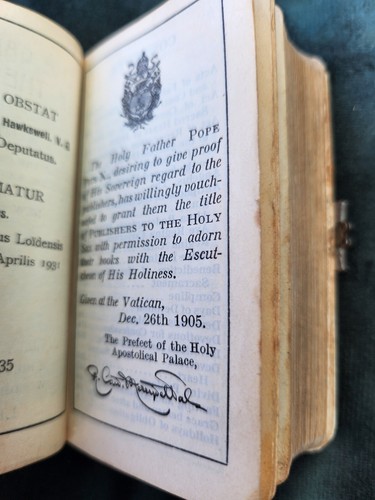 OBSTAT
Hawkswell,
Deputatus.
MATUR
s.
us Loïdensis
Aprilis 1931
35
The Holy Father POPE
PIUS X., desiring to give proof
of His Sovereign regard to the
publishers, has willingly vouch-
safed to grant them the title
of PUBLISHERS TO THE HOLY
SEE with permission to adorn
their books with the Escut-
cheon of His Holiness.
Given at the Vatican,
Dec. 26th 1905.
The Prefect of the Holy
Apostolical Palace,